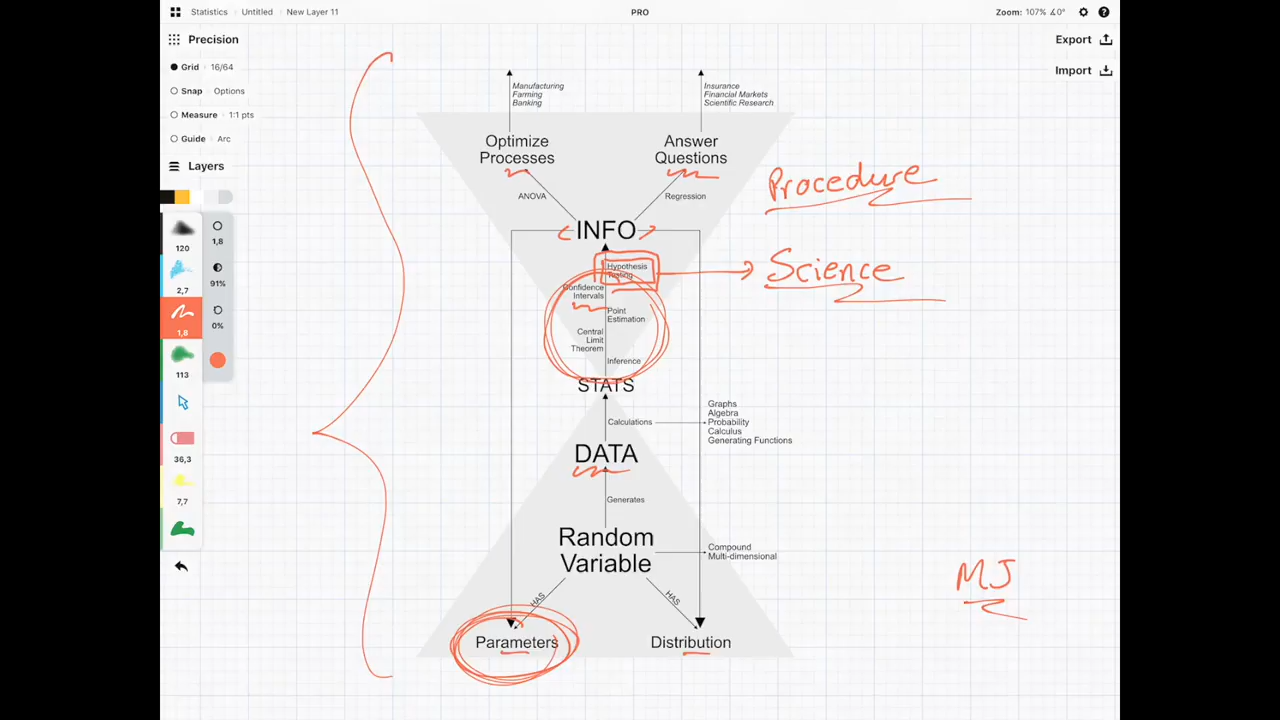 Statistics Untitled New Layer 11
PRO
Zoom: 107% ∡0°
Precision
Export
Grid · 16/64
Import
Snap Options
Measure · 1:1 pts
Guide · Arc
Layers
120
2,7
1,8
113
36,3
7,7
1,8
91%
0%
Manufacturing
Farming
Banking
Insurance
Financial Markets
Scientific Research
Optimize
Processes
Answer
Questions
ANOVA
Regression
Procedure
INFO
Hypothesis
Testing
Science
Confidence
Intervals
Point
Estimation
Central
Limit
Theorem
Inference
STATS
Calculations
Graphs
Algebra
Probability
Calculus
Generating Functions
DATA
Generates
Random
Variable
Compound
Multi-dimensional
HAS
HAS
MJ
Parameters
Distribution